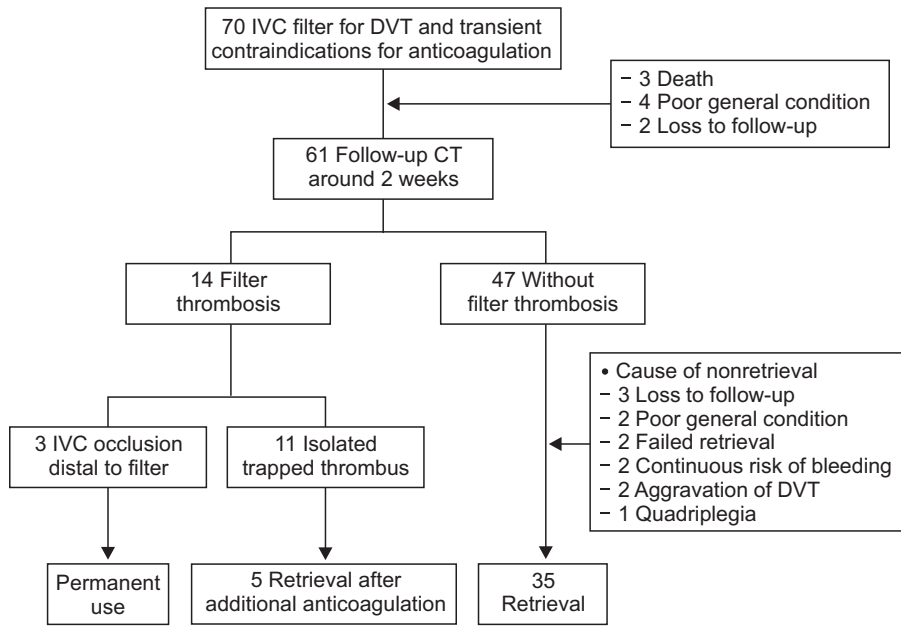 70 IVC filter for DVT and transient
contraindications for anticoagulation
– 3 Death
– 4 Poor general condition
– 2 Loss to follow-up
61 Follow-up CT
around 2 weeks
14 Filter
thrombosis
47 Without
filter thrombosis
• Cause of nonretrieval
– 3 Loss to follow-up
– 2 Poor general condition
– 2 Failed retrieval
– 2 Continuous risk of bleeding
– 2 Aggravation of DVT
– 1 Quadriplegia
3 IVC occlusion
distal to filter
11 Isolated
trapped thrombus
Permanent
use
5 Retrieval after
additional anticoagulation
35
Retrieval